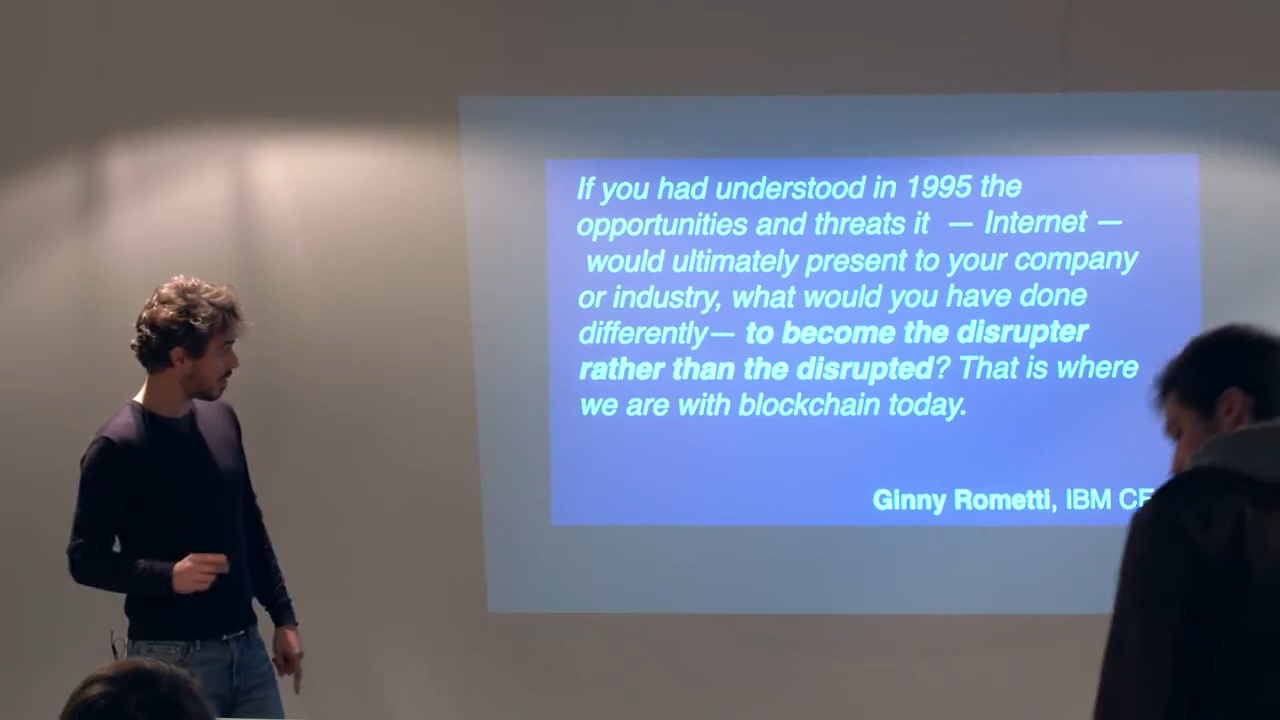 If you had understood in 1995 the
opportunities and threats it — Internet —
would ultimately present to your company
or industry, what would you have done
differently— to become the disrupter
rather than the disrupted? That is where
we are with blockchain today.
Ginny Rometti, IBM